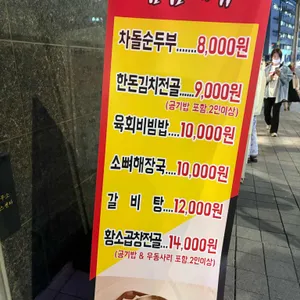 차돌순두부......8,000원
한돈김치전골......9,000원
(공기밥 포함.2인이상)
육회비빔밥.....10,000원
소뼈해장국.....10,000원
갈비탕....12,000원
황소곱창전골...14,000원
(공기밥 & 우동사리 포함.2인이상)